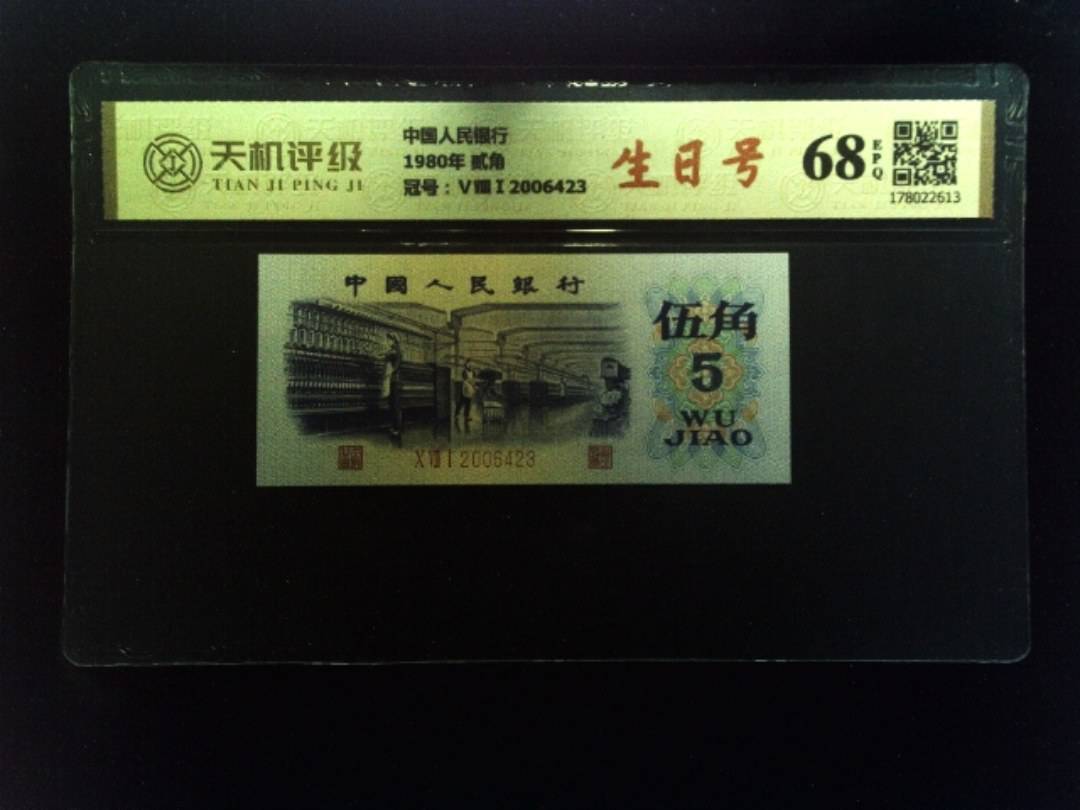 天机评级
TIAN JI PING JI
中国人民银行
1980年 贰角
冠号：ⅤⅧⅠ2006423
生日号
68
EPQ
178022613
中國人民銀行
伍角
5
WU
JIAO
ⅩⅧⅠ2006423